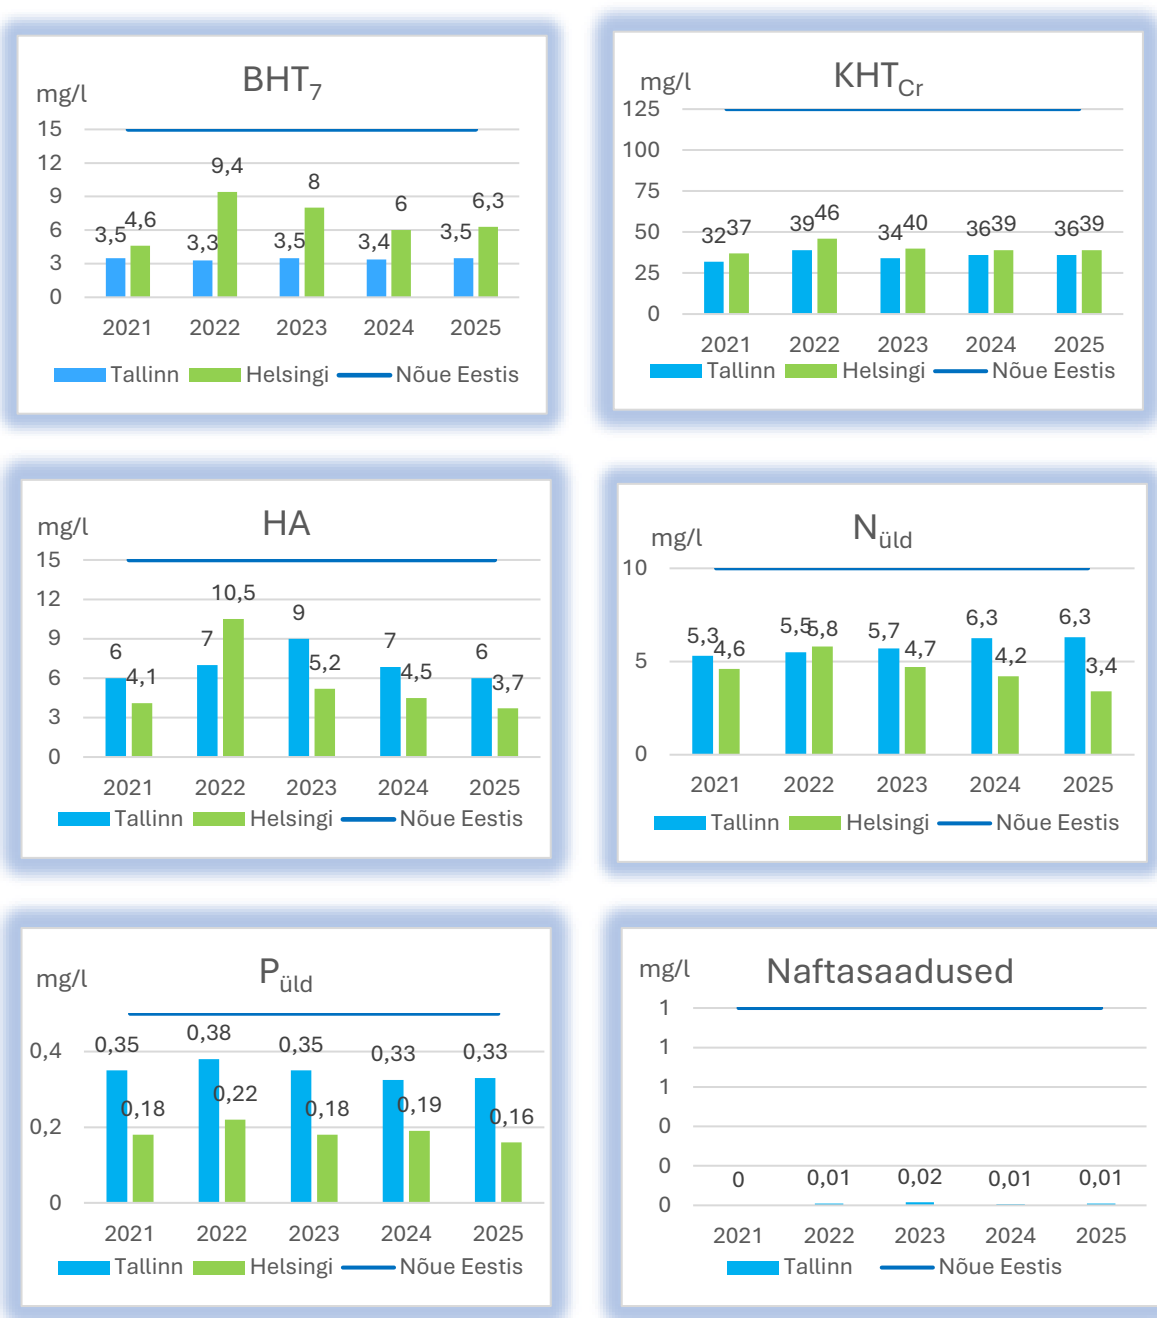 BHT7
mg/l
15
12
9
6
3
0
3,5 4,6
3,3 9,4
3,5 8
3,4 6
3,5 6,3
2021 2022 2023 2024 2025
Tallinn Helsingi Nõue Eestis
KHTCr
mg/l
125
100
75
50
25
0
32 37
39 46
34 40
36 39
36 39
2021 2022 2023 2024 2025
Tallinn Helsingi Nõue Eestis
HA
mg/l
15
12
9
6
3
0
6 4,1
7 10,5
9 5,2
7 4,5
6 3,7
2021 2022 2023 2024 2025
Tallinn Helsingi Nõue Eestis
Nüld
mg/l
10
5
0
5,3 4,6
5,5 5,8
5,7 4,7
6,3 4,2
6,3 3,4
2021 2022 2023 2024 2025
Tallinn Helsingi Nõue Eestis
Püld
mg/l
0,4
0,2
0
0,35 0,18
0,38 0,22
0,35 0,18
0,33 0,19
0,33 0,16
2021 2022 2023 2024 2025
Tallinn Helsingi Nõue Eestis
Naftasaadused
mg/l
1
1
1
0
0
0
0 0,01 0,02 0,01 0,01
2021 2022 2023 2024 2025
Tallinn Nõue Eestis